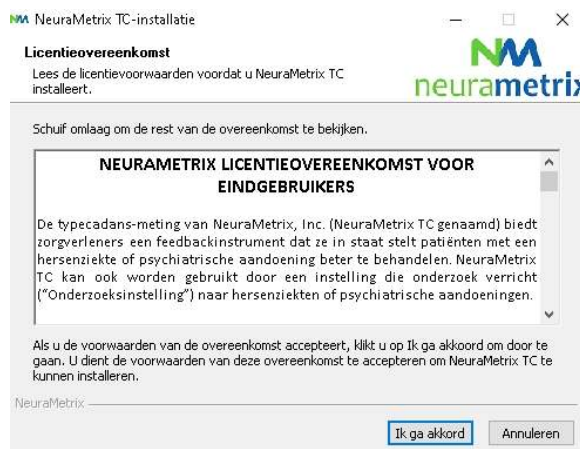 NM NeuraMetrix TC-installatie
Licentieovereenkomst
Lees de licentievoorwaarden voordat u NeuraMetrix TC
installeert.
NM
neurametrix
Schuif omlaag om de rest van de overeenkomst te bekijken.
NEURAMETRIX LICENTIEOVEREENKOMST VOOR
EINDGEBRUIKERS
De typecadans-meting van NeuraMetrix, Inc. (NeuraMetrix TC genaamd) biedt
zorgverleners een feedbackinstrument dat ze in staat stelt patiënten met een
hersenziekte of psychiatrische aandoening beter te behandelen. NeuraMetrix
TC kan ook worden gebruikt door een instelling die onderzoek verricht
(“Onderzoeksinstelling”) naar hersenziekten of psychiatrische aandoeningen.
Als u de voorwaarden van de overeenkomst accepteert, klikt u op Ik ga akkoord om door te
gaan. U dient de voorwaarden van deze overeenkomst te accepteren om NeuraMetrix TC te
kunnen installeren.
NeuraMetrix
Ik ga akkoord
Annuleren